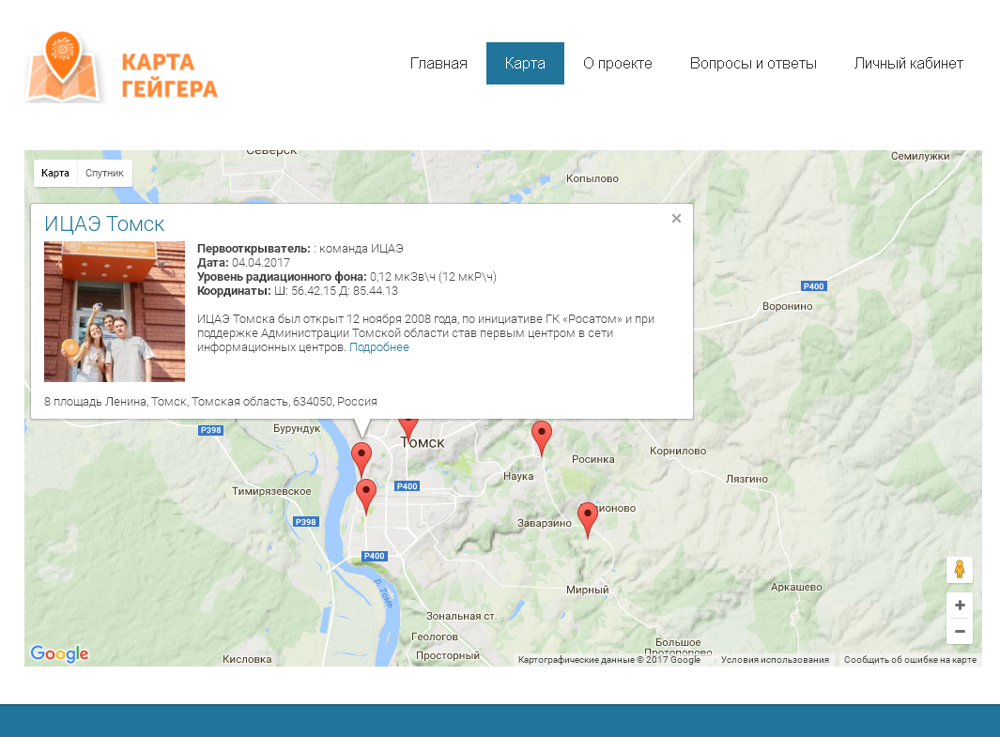 КАРТА
ГЕЙГЕРА
Главная
Карта
О проекте
Вопросы и ответы
Личный кабинет
Северск
Семилужки
Карта
Спутник
Копылово
ИЦАЭ Томск
Первооткрыватель: : команда ИЦАЭ
Дата: 04.04.2017
Уровень радиационного фона: 0,12 мкЗв\ч (12 мкР\ч)
Координаты: Ш: 56.42.15 Д: 85.44.13
ИЦАЭ Томска был открыт 12 ноября 2008 года, по инициативе ГК «Росатом» и при
поддержке Администрации Томской области став первым центром в сети
информационных центров. Подробнее
8 площадь Ленина, Томск, Томская область, 634050, Россия
Р400
Воронино
Р398
Бурундук
Томск
Росинка
Корнилово
Наука
Лязгино
Тимирязевское
Р400
Р398
Заварзино
Р400
р. Томь
Мирный
Аркашево
Зональная ст.
Геологов
Просторный
Кисловка
Большое
Протопопово
Google
Картографические данные © 2017 Google
Условия использования
Сообщить об ошибке на карте